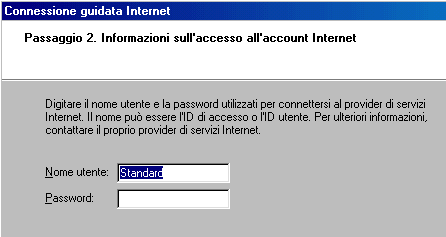 Connessione guidata Internet
Passaggio 2. Informazioni sull'accesso all'account Internet
Digitare il nome utente e la password utilizzati per connettersi al provider di servizi
Internet. Il nome può essere l'ID di accesso o l'ID utente. Per ulteriori informazioni,
contattare il proprio provider di servizi Internet.
Nome utente: Standard
Password: